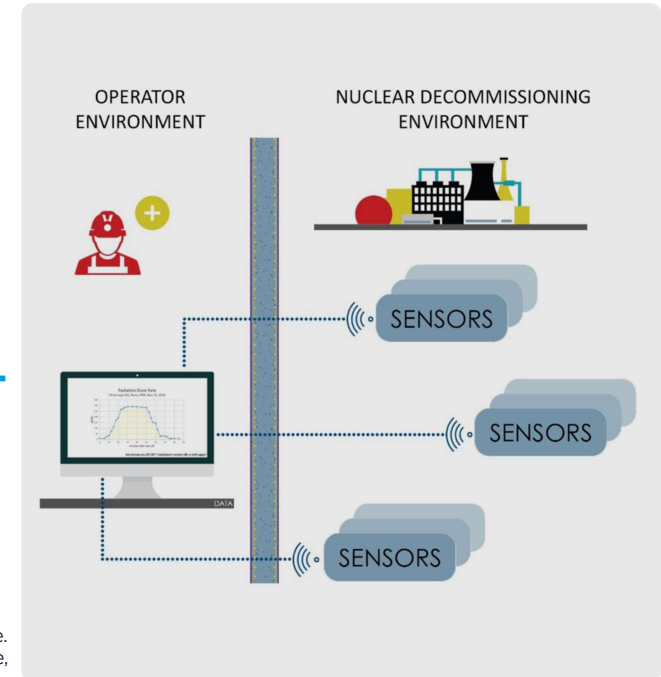 OPERATOR
ENVIRONMENT
NUCLEAR DECOMMISSIONING
ENVIRONMENT
SENSORS
Radiation Dose Rate
SENSORS
DATA
SENSORS
e.
e,